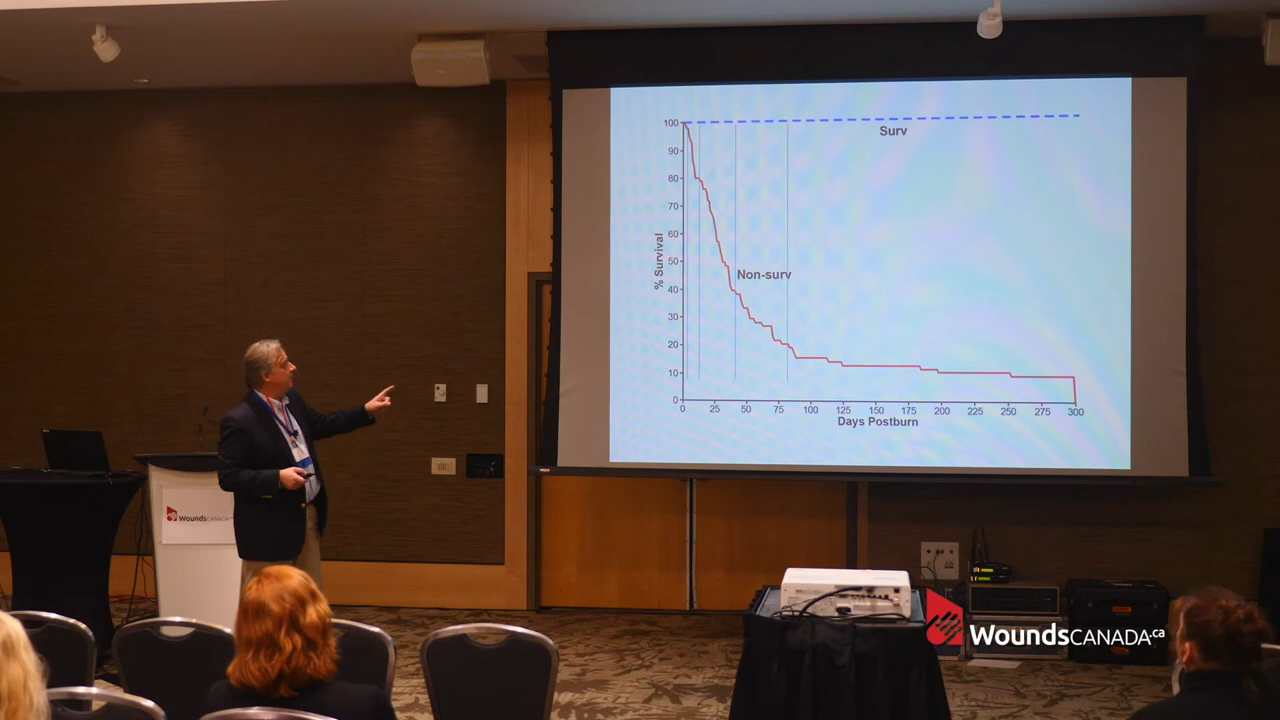 100
90
80
70
60
50
40
30
20
10
0
% Survival
Surv
Non-surv
0 25 50 75 100 125 150 175 200 225 250 275 300
Days Postburn
WoundsCANADA
WoundsCANADA.ca